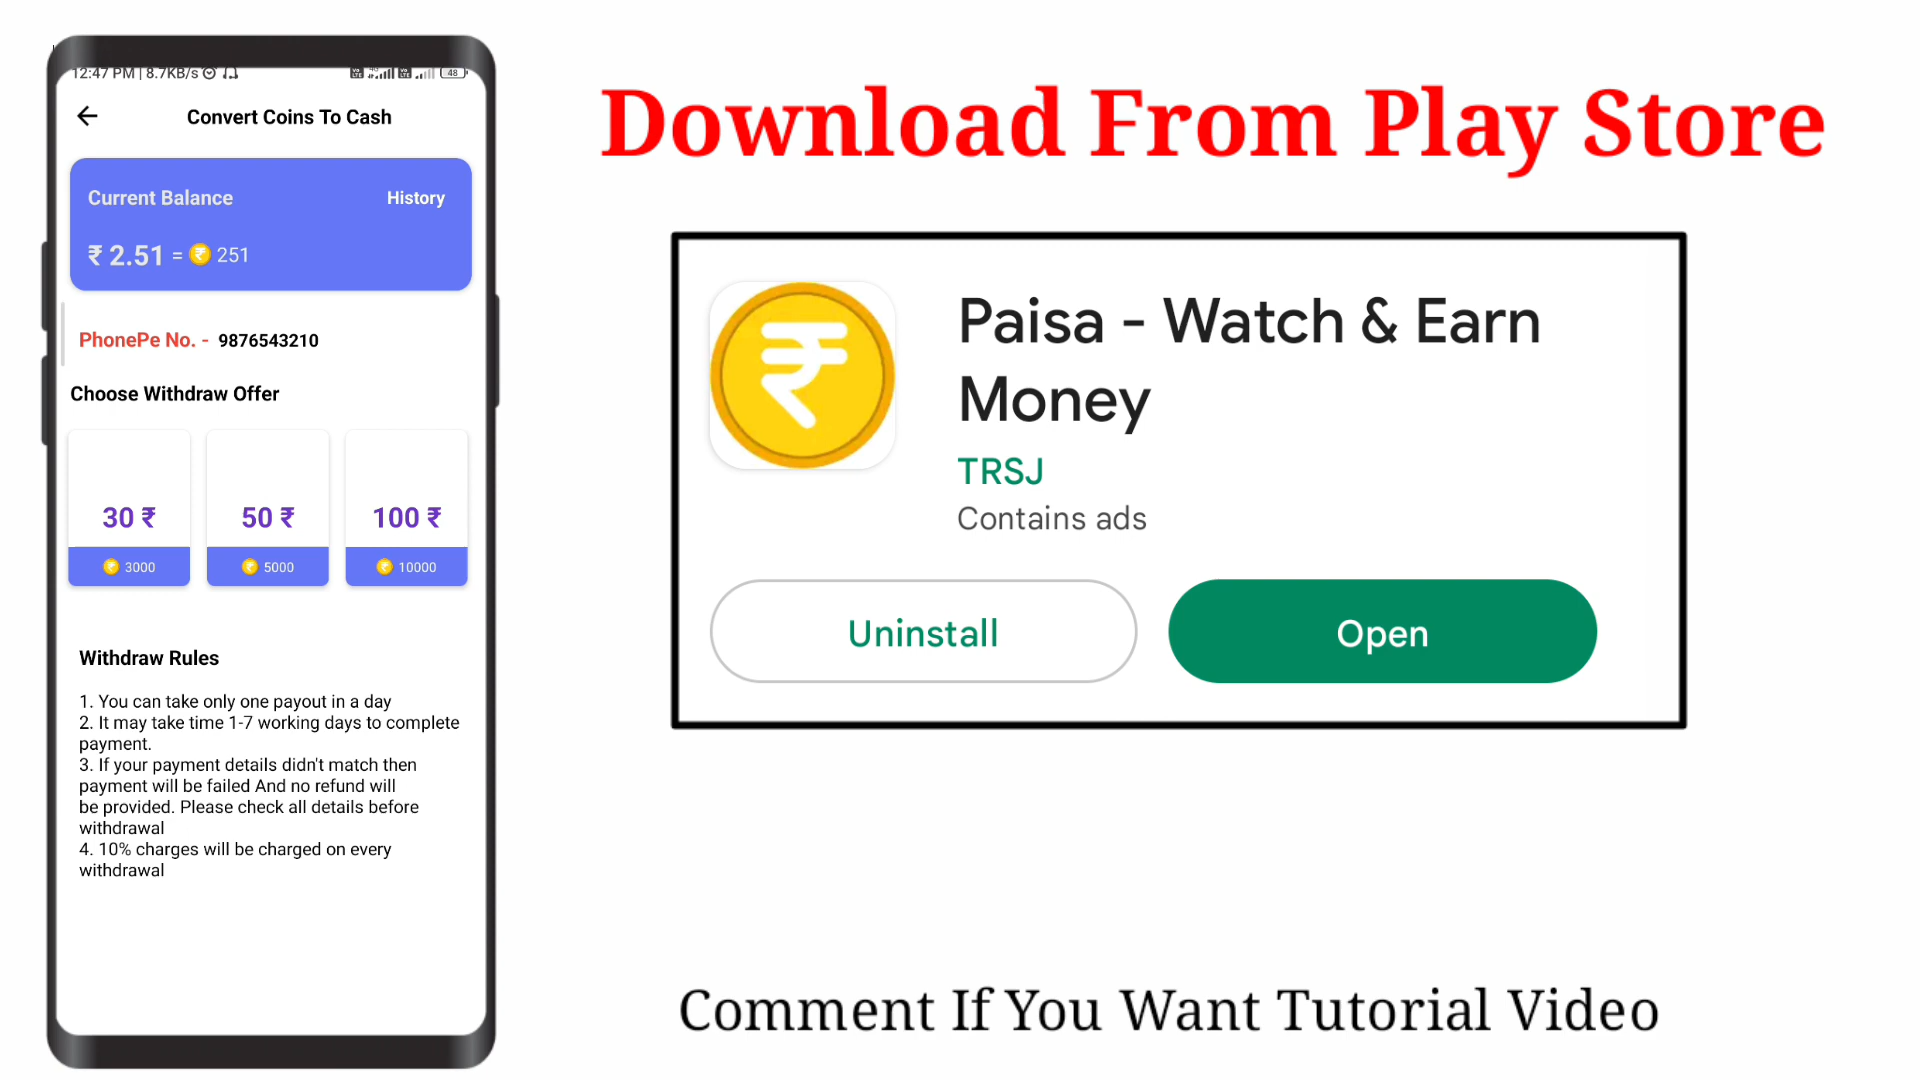 12:47 PM | 8.7KB/s
48
Convert Coins To Cash
Current Balance
History
₹ 2.51 = 251
PhonePe No. - 9876543210
Choose Withdraw Offer
30 ₹
50 ₹
100 ₹
3000
5000
10000
Withdraw Rules
1. You can take only one payout in a day
2. It may take time 1-7 working days to complete
payment.
3. If your payment details didn't match then
payment will be failed And no refund will
be provided. Please check all details before
withdrawal
4. 10% charges will be charged on every
withdrawal
Download From Play Store
Paisa - Watch & Earn
Money
TRSJ
Contains ads
Uninstall
Open
Comment If You Want Tutorial Video